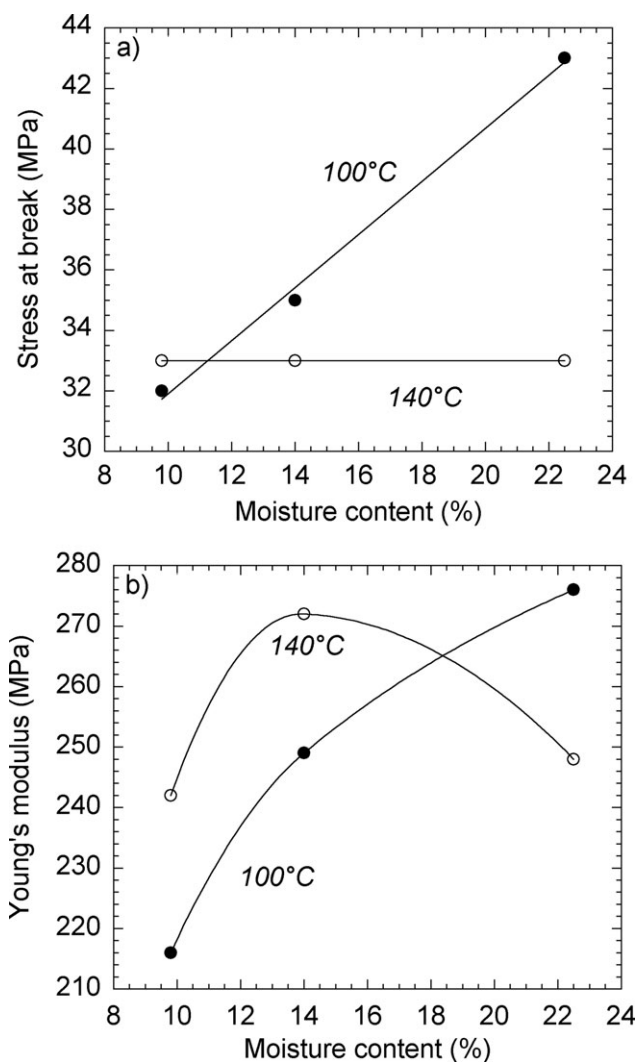 a)
44
42
40
38
36
34
32
30
Stress at break (MPa)
100°C
140°C
8 10 12 14 16 18 20 22 24
Moisture content (%)
b)
280
270
260
250
240
230
220
210
Young's modulus (MPa)
140°C
100°C
8 10 12 14 16 18 20 22 24
Moisture content (%)